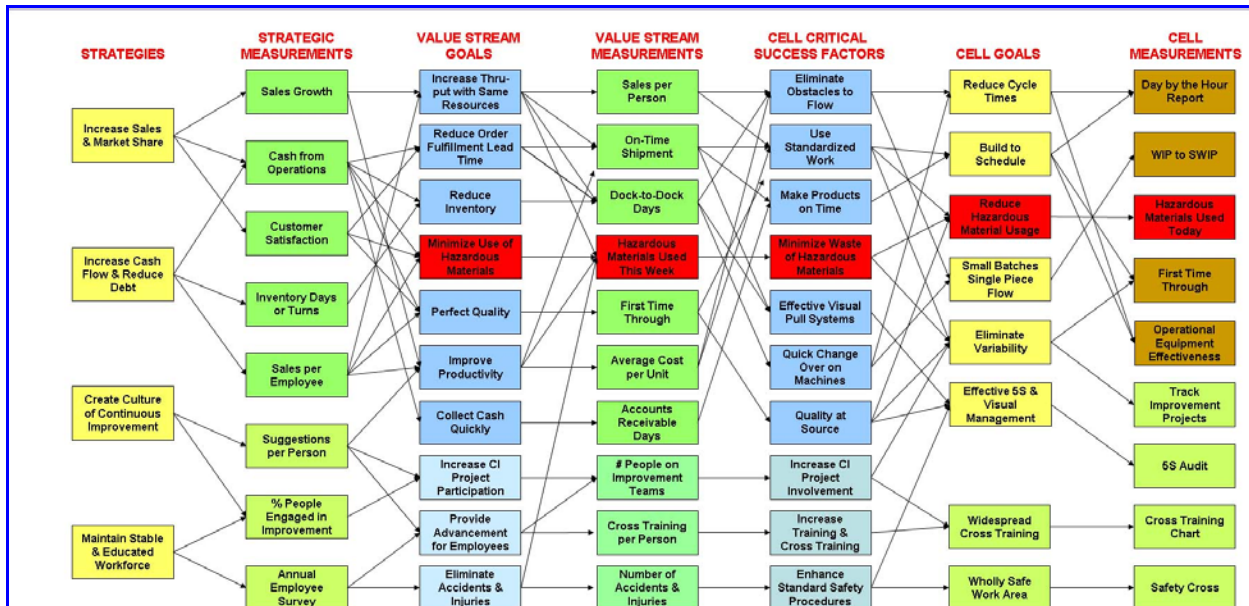 STRATEGIES
STRATEGIC
MEASUREMENTS
VALUE STREAM
GOALS
VALUE STREAM
MEASUREMENTS
CELL CRITICAL
SUCCESS FACTORS
CELL GOALS
CELL
MEASUREMENTS
Increase Sales
& Market Share
Increase Cash
Flow & Reduce
Debt
Create Culture
of Continuous
Improvement
Maintain Stable
& Educated
Workforce
Sales Growth
Cash from
Operations
Customer
Satisfaction
Inventory Days
or Turns
Sales per
Employee
Suggestions
per Person
% People
Engaged in
Improvement
Annual
Employee
Survey
Increase Thru-
put with Same
Resources
Reduce Order
Fulfillment Lead
Time
Reduce
Inventory
Minimize Use of
Hazardous
Materials
Perfect Quality
Improve
Productivity
Collect Cash
Quickly
Increase CI
Project
Participation
Provide
Advancement
for Employees
Eliminate
Accidents &
Injuries
Sales per
Person
On-Time
Shipment
Dock-to-Dock
Days
Hazardous
Materials Used
This Week
First Time
Through
Average Cost
per Unit
Accounts
Receivable
Days
# People on
Improvement
Teams
Cross Training
per Person
Number of
Accidents &
Injuries
Eliminate
Obstacles to
Flow
Use
Standardized
Work
Make Products
on Time
Minimize Waste
of Hazardous
Materials
Effective Visual
Pull Systems
Quick Change
Over on
Machines
Quality at
Source
Increase CI
Project
Involvement
Increase
Training &
Cross Training
Enhance
Standard Safety
Procedures
Reduce Cycle
Times
Build to
Schedule
Reduce
Hazardous
Material Usage
Small Batches
Single Piece
Flow
Eliminate
Variability
Effective 5S &
Visual
Management
Widespread
Cross Training
Wholly Safe
Work Area
Day by the Hour
Report
WIP to SWIP
Hazardous
Materials Used
Today
First Time
Through
Operational
Equipment
Effectiveness
Track
Improvement
Projects
5S Audit
Cross Training
Chart
Safety Cross